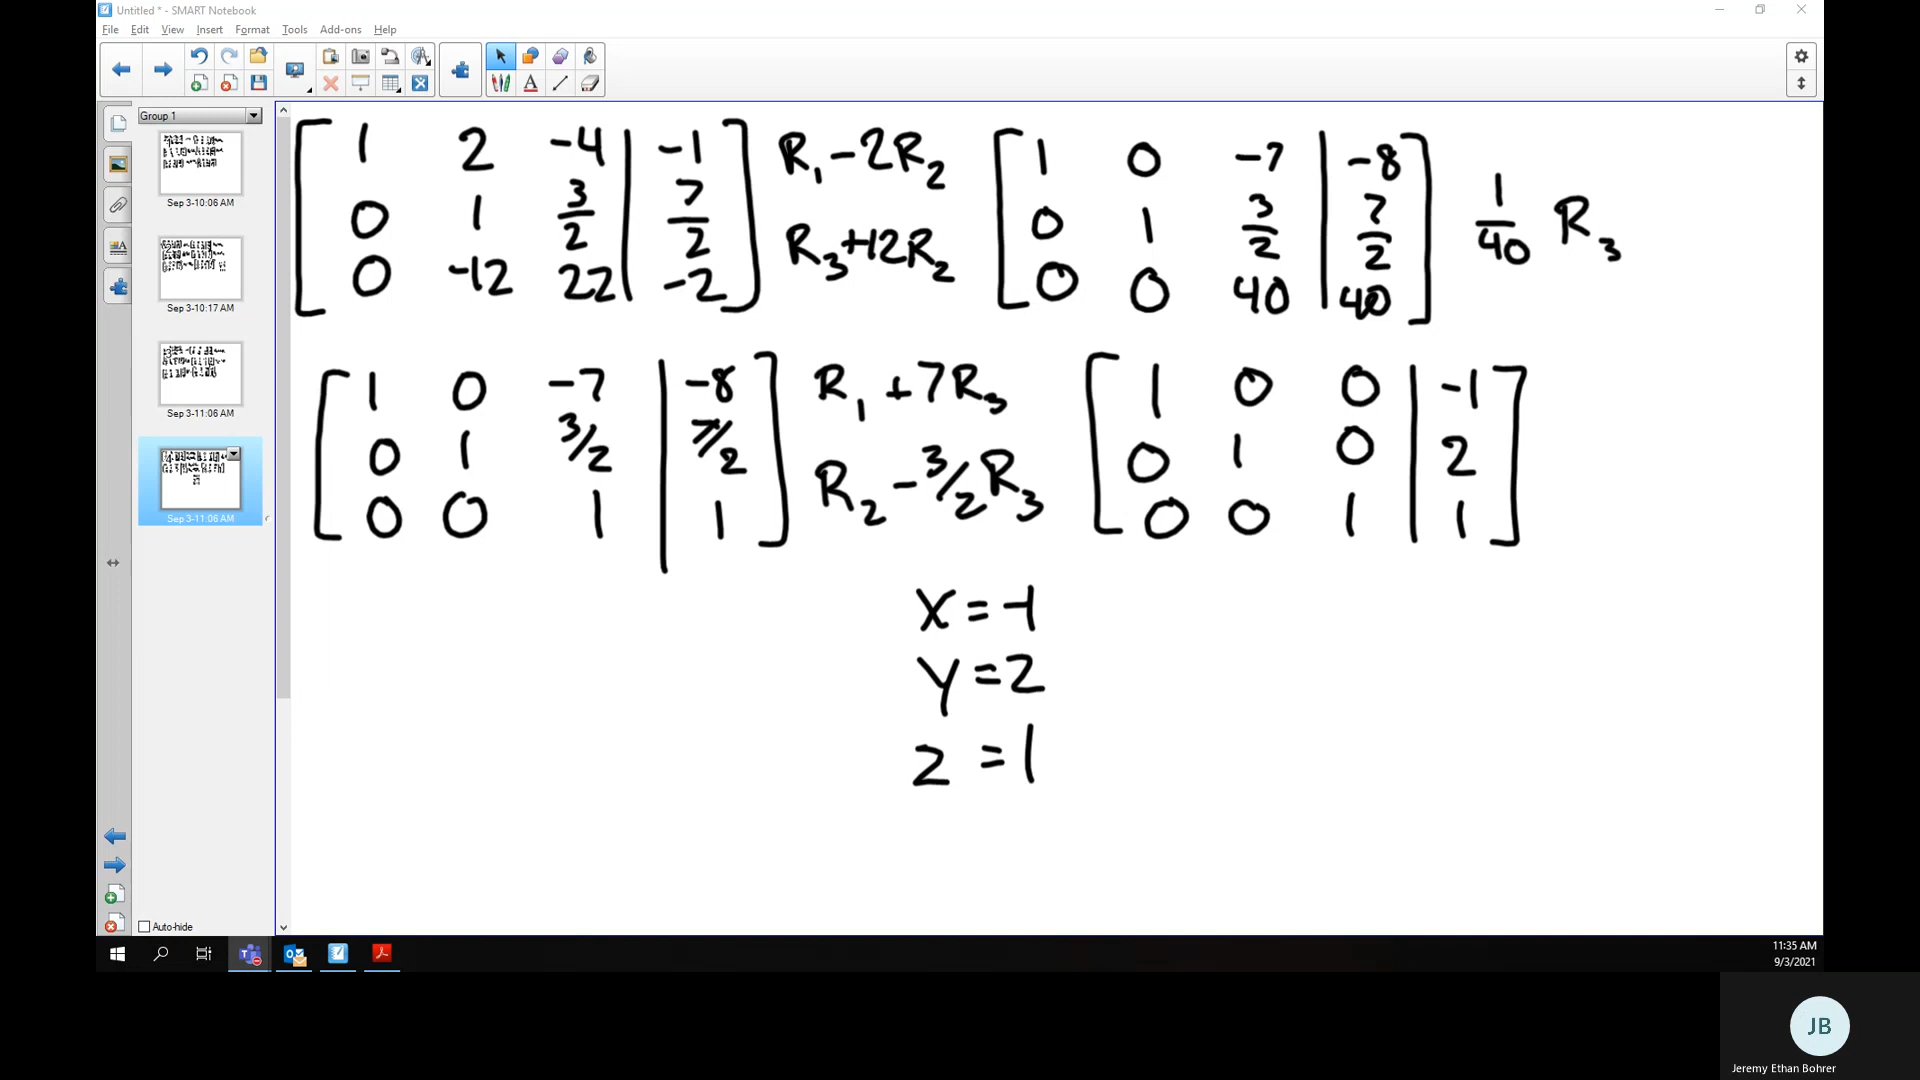 Untitled * - SMART Notebook
File Edit View Insert Format Tools Add-ons Help
Group 1
Sep 3-10:06 AM
Sep 3-10:17 AM
Sep 3-11:06 AM
Sep 3-11:06 AM
Auto-hide
1 2 -4 | -1 R1 - 2R2
0 1 3/2 | 7/2
0 -12 22 | -2 R3 + 12R2
1 0 -7 | -8
0 1 3/2 | 7/2 1/40 R3
0 0 40 | 40
1 0 -7 | -8 R1 + 7R3
0 1 3/2 | 7/2
0 0 1 | 1 R2 - 3/2 R3
1 0 0 | -1
0 1 0 | 2
0 0 1 | 1
x = -1
y = 2
z = 1
11:35 AM
9/3/2021
JB
Jeremy Ethan Bohrer